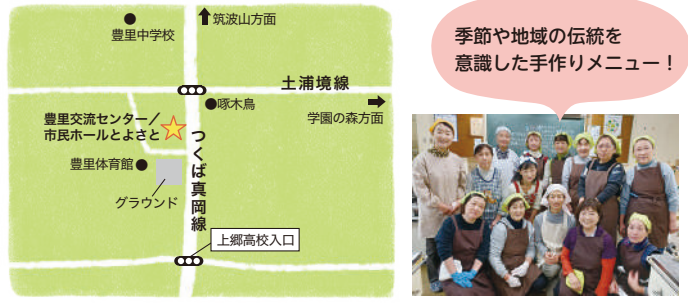 豊里中学校
筑波山方面
土浦境線
啄木鳥
学園の森方面
豊里交流センター／
市民ホールとよさと
つくば真岡線
豊里体育館
グラウンド
上郷高校入口
季節や地域の伝統を
意識した手作りメニュー！